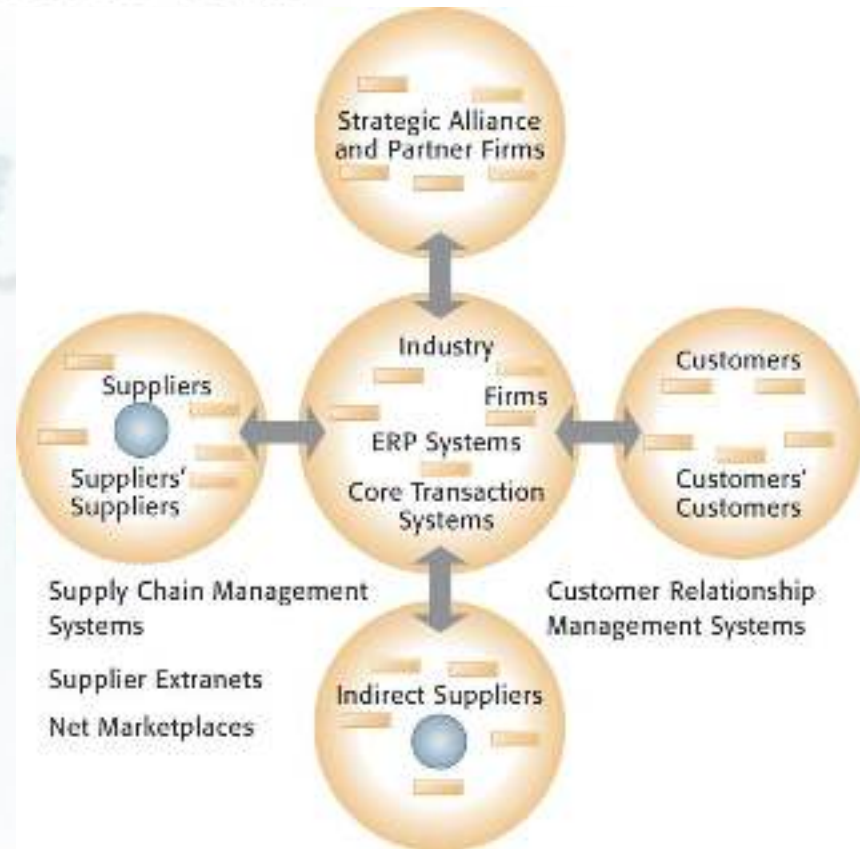 Strategic Alliance
and Partner Firms
Industry
Firms
ERP Systems
Core Transaction
Systems
Suppliers
Suppliers'
Suppliers
Customers
Customers'
Customers
Supply Chain Management
Systems
Supplier Extranets
Net Marketplaces
Customer Relationship
Management Systems
Indirect Suppliers